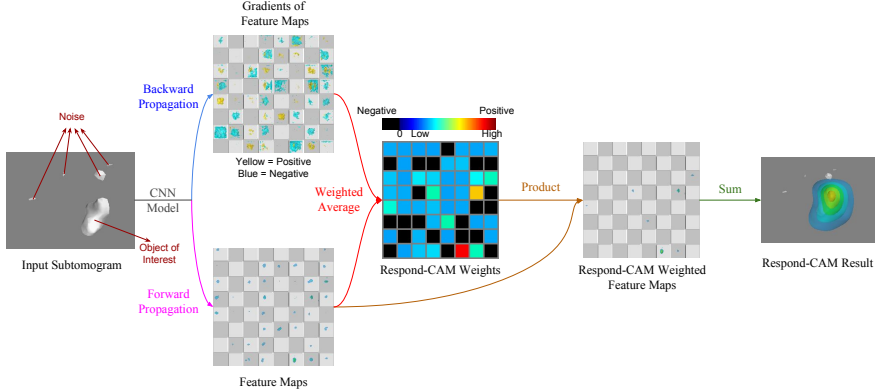 Gradients of
Feature Maps
Backward
Propagation
Yellow = Positive
Blue = Negative
Noise
CNN
Model
Object of
Interest
Input Subtomogram
Forward
Propagation
Feature Maps
Weighted
Average
Negative Positive
0 Low High
Respond-CAM Weights
Product
Respond-CAM Weighted
Feature Maps
Sum
Respond-CAM Result